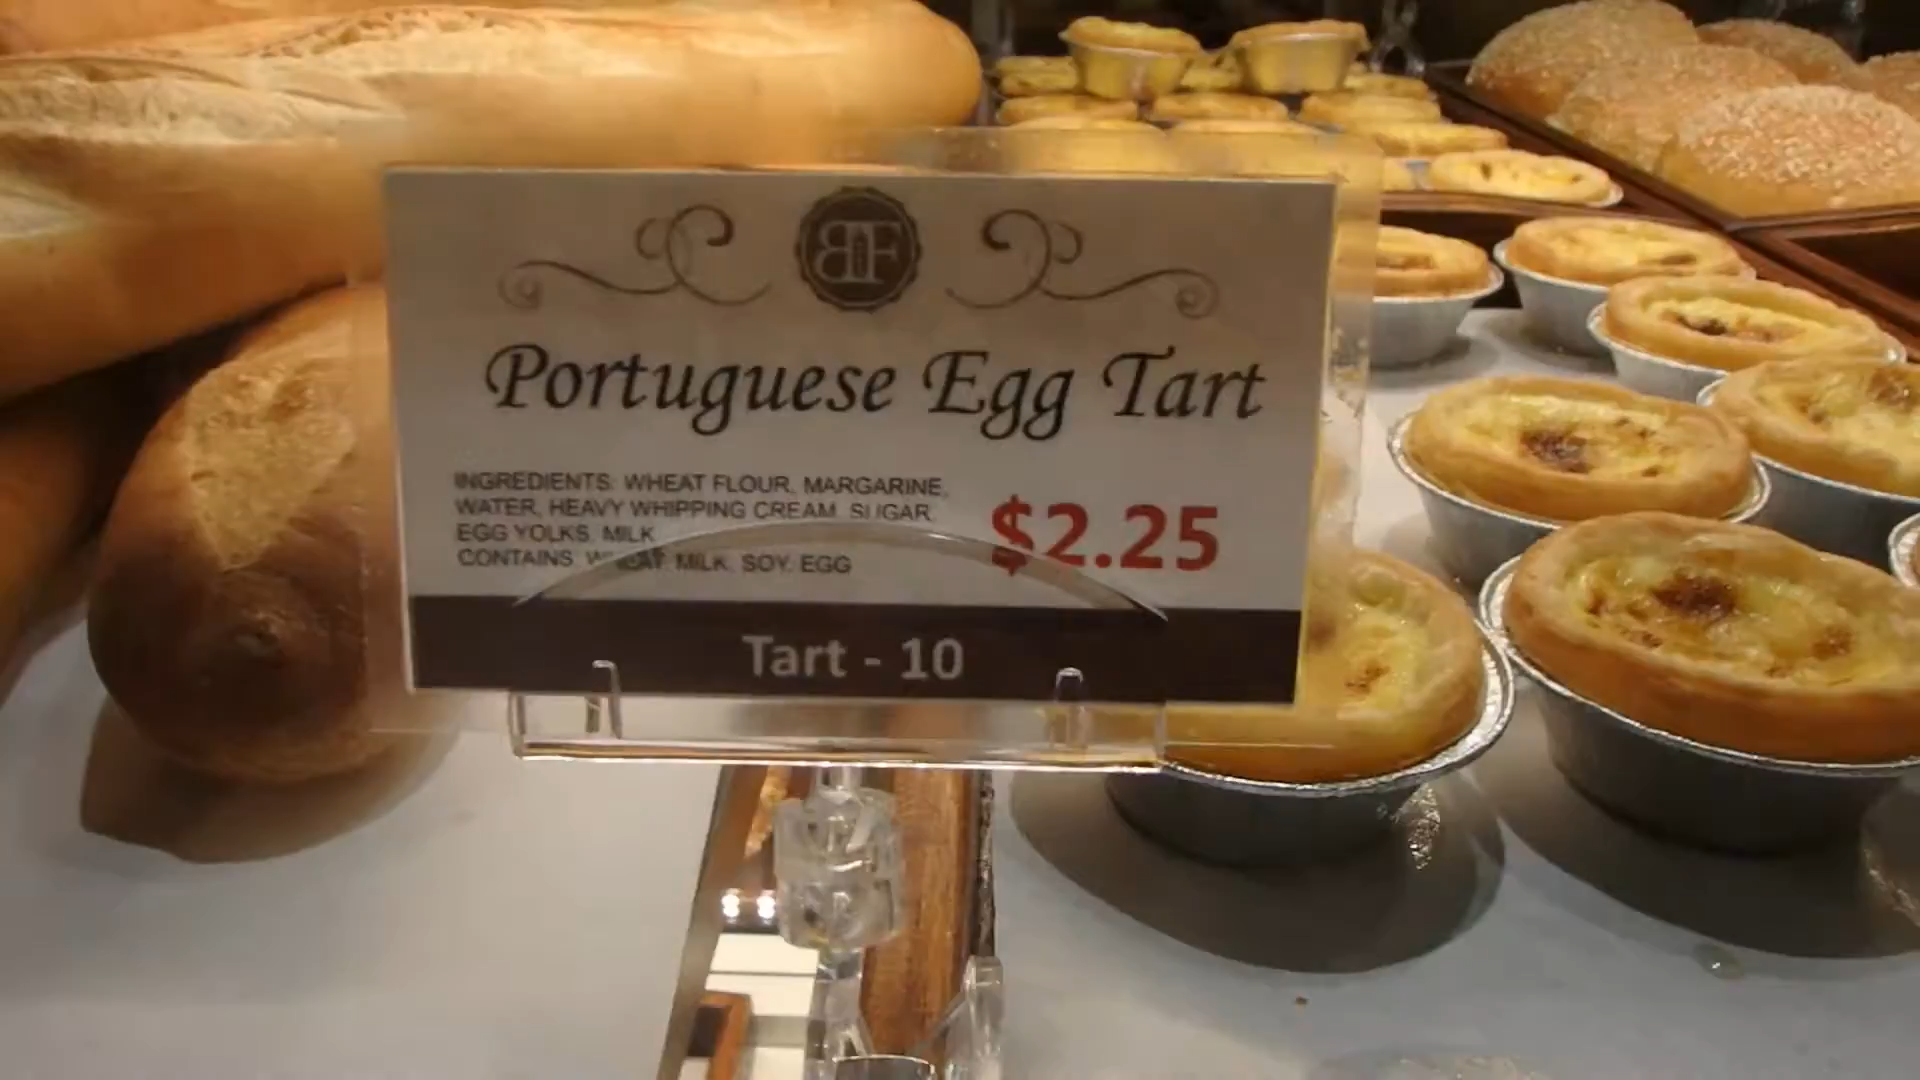 BF
Portuguese Egg Tart
INGREDIENTS: WHEAT FLOUR, MARGARINE,
WATER, HEAVY WHIPPING CREAM, SUGAR,
EGG YOLKS, MILK
CONTAINS: WHEAT, MILK, SOY, EGG
$2.25
Tart - 10